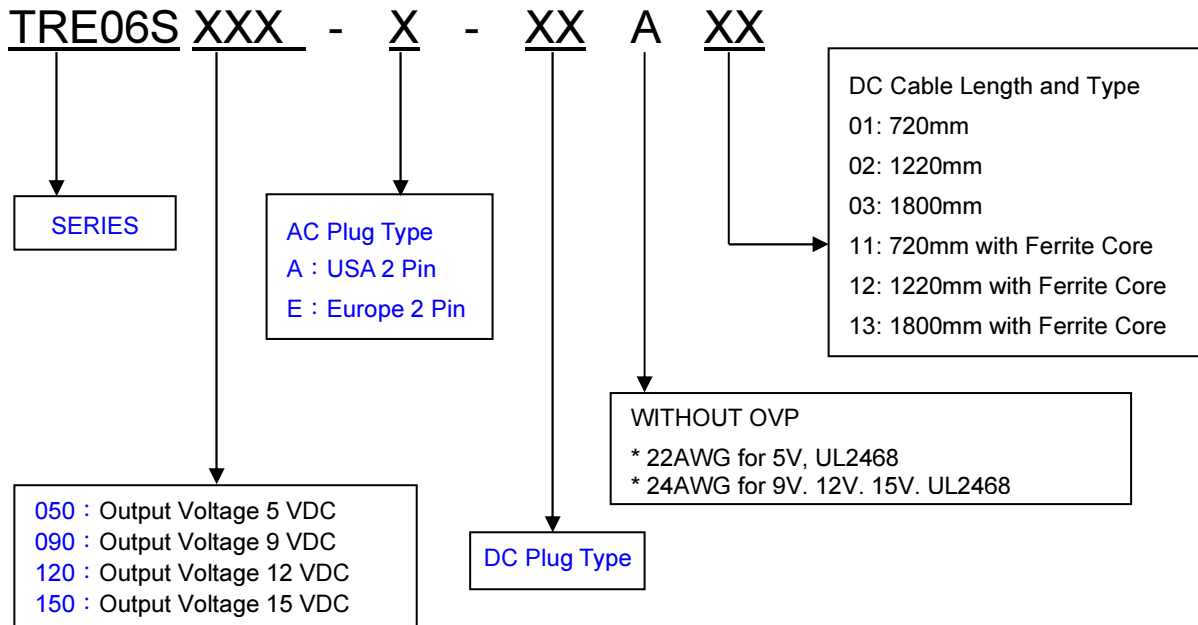 TRE06S XXX - X - XX A XX
DC Cable Length and Type
01: 720mm
02: 1220mm
03: 1800mm
11: 720mm with Ferrite Core
12: 1220mm with Ferrite Core
13: 1800mm with Ferrite Core
SERIES
AC Plug Type
A：USA 2 Pin
E：Europe 2 Pin
WITHOUT OVP
* 22AWG for 5V, UL2468
* 24AWG for 9V. 12V. 15V. UL2468
050：Output Voltage 5 VDC
090：Output Voltage 9 VDC
120：Output Voltage 12 VDC
150：Output Voltage 15 VDC
DC Plug Type